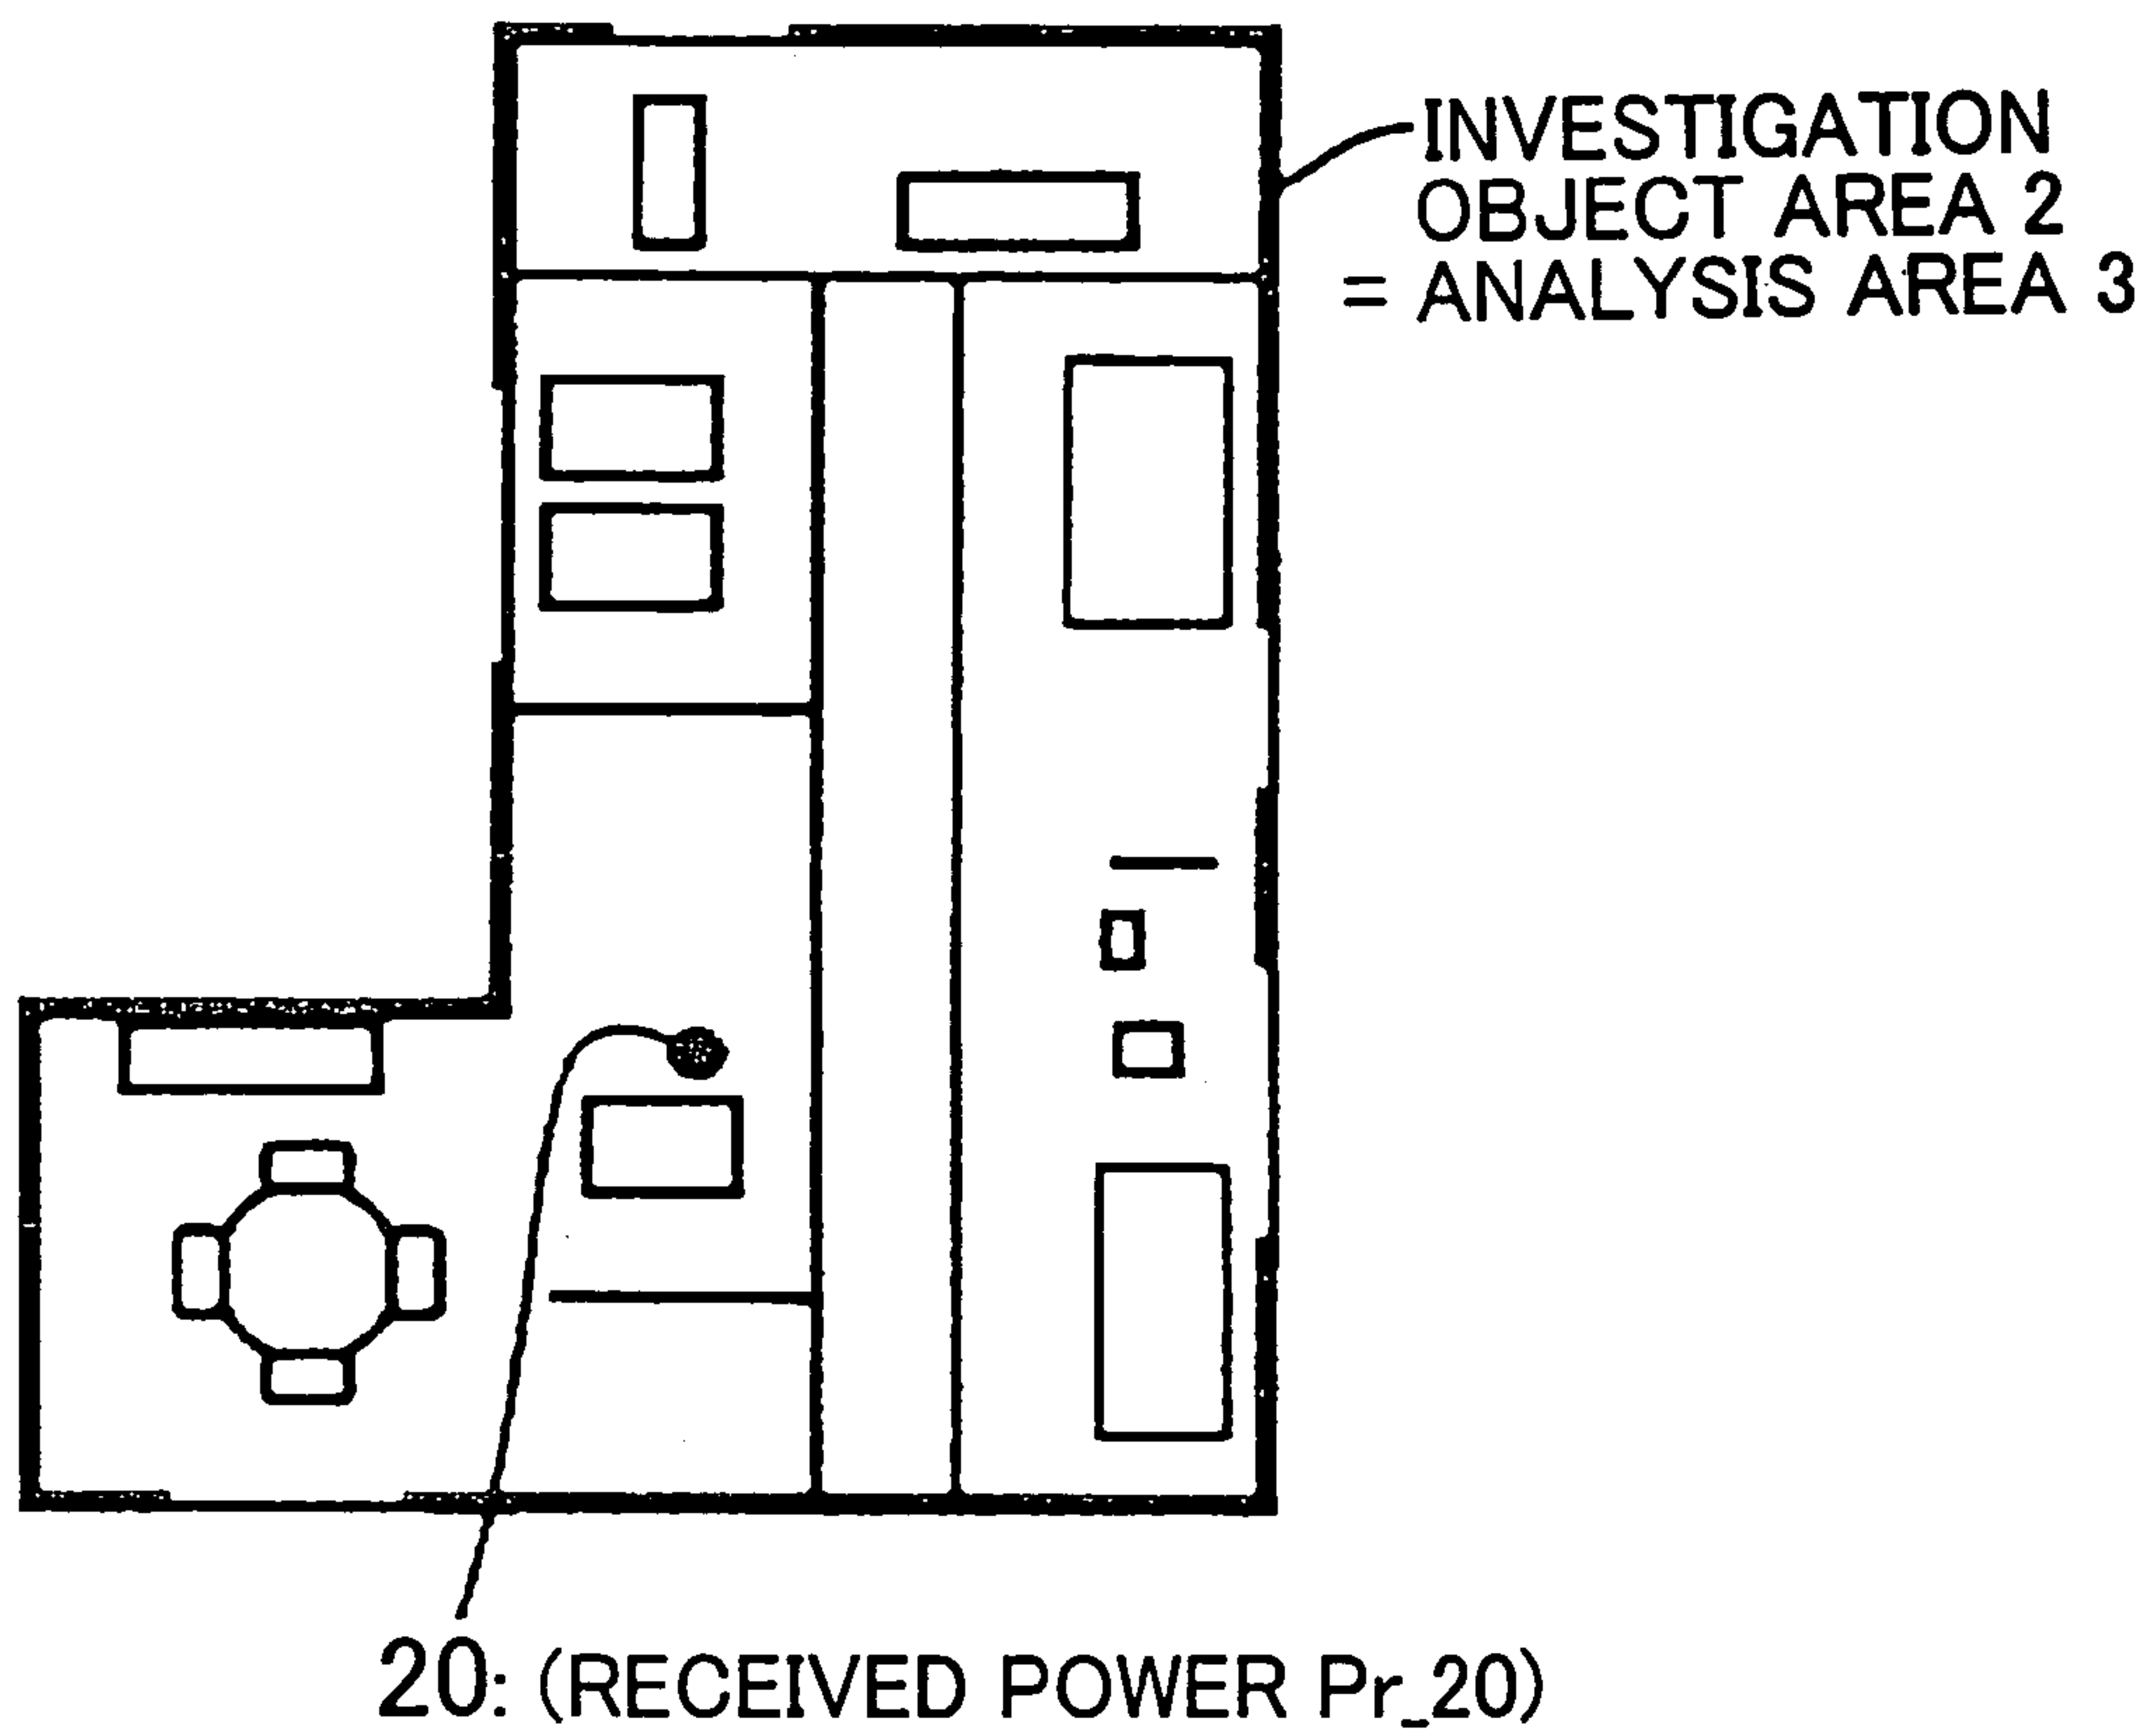 INVESTIGATION
OBJECT AREA 2
= ANALYSIS AREA 3
20: (RECEIVED POWER Pr_20)